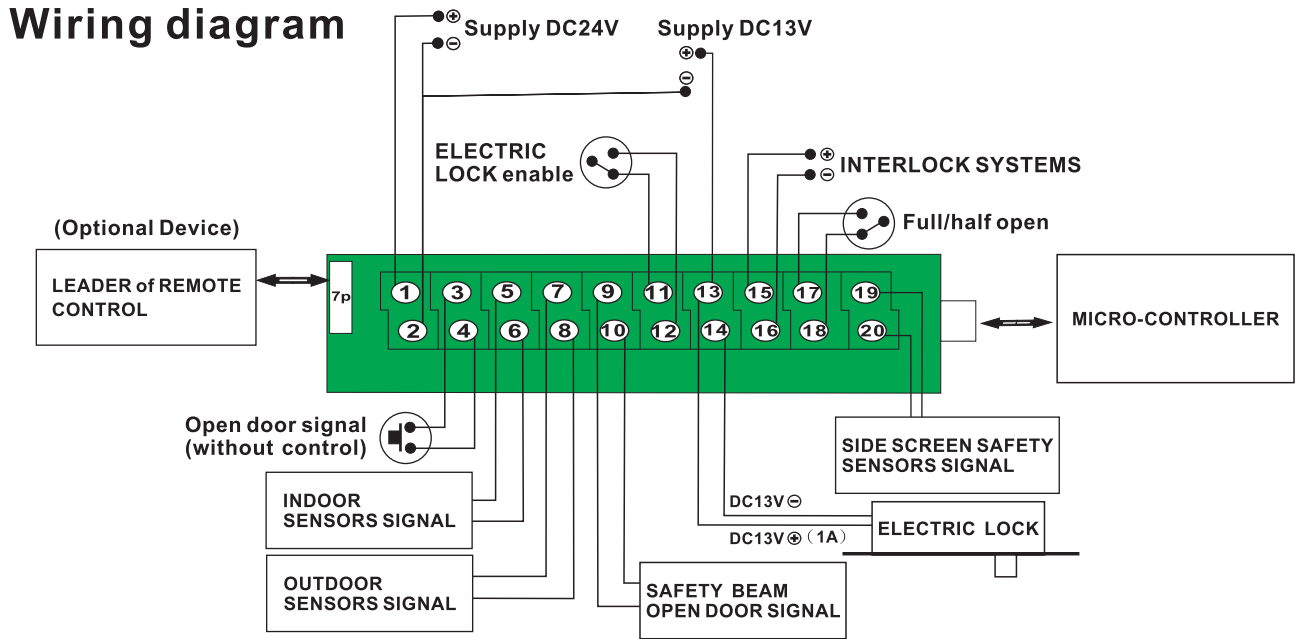 Wiring diagram
⊕
⊖
Supply DC24V
Supply DC13V
⊕
⊖
ELECTRIC
LOCK enable
⊕
⊖
INTERLOCK SYSTEMS
Full/half open
(Optional Device)
LEADER of REMOTE
CONTROL
7p
1 3 5 7 9 11 13 15 17 19
2 4 6 8 10 12 14 16 18 20
MICRO-CONTROLLER
Open door signal
(without control)
INDOOR
SENSORS SIGNAL
OUTDOOR
SENSORS SIGNAL
SAFETY BEAM
OPEN DOOR SIGNAL
SIDE SCREEN SAFETY
SENSORS SIGNAL
DC13V ⊖
DC13V ⊕ (1A)
ELECTRIC LOCK